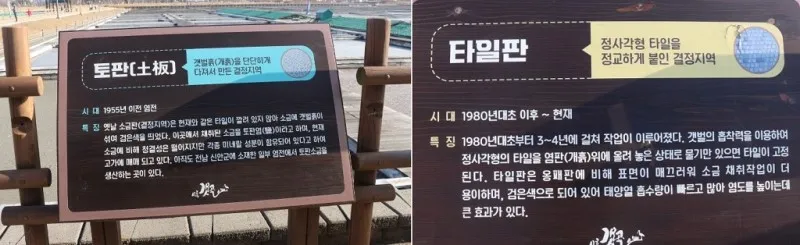 토판(土板)
갯벌흙(개흙)을 단단하게
다져서 만든 결정지역
시 대 1955년 이전 염전
특 징 옛날 소금판(결정지역)은 현재와 같은 타일이 깔려 있지 않아 소금에 갯벌흙이
섞여 검은색을 띄었다. 이곳에서 채취된 소금을 토판염(鹽)이라고 하며, 현재
소금에 비해 청결성은 떨어지지만 각종 미네랄 성분이 함유되어 있다고 하여
고가에 매매 되고 있다. 아직도 전남 신안군에 소재한 일부 염전에서 토판소금을
생산하는 곳이 있다.
타일판
정사각형 타일을
정교하게 붙인 결정지역
시 대 1980년대초 이후 ~ 현재
특 징 1980년대초부터 3~4년에 걸쳐 작업이 이루어졌다. 갯벌의 흡착력을 이용하여
정사각형의 타일을 염판(개흙)위에 올려 놓은 상태로 물기만 있으면 타일이 고정
된다. 타일판은 옹패판에 비해 표면이 매끄러워 소금 채취작업이 더
용이하며, 검은색으로 되어 있어 태양열 흡수량이 빠르고 많아 염도를 높이는데
큰 효과가 있다.